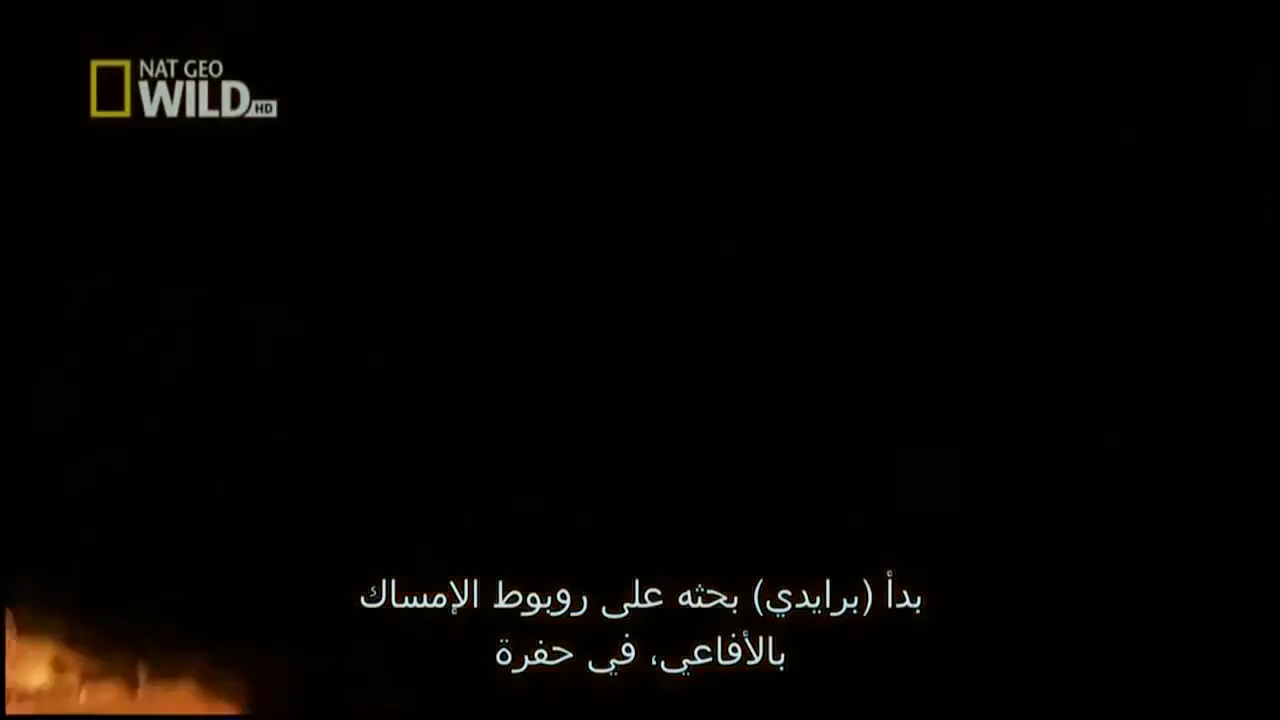 NAT GEO
WILD HD
بدأ (برايدي) بحثه على روبوط الإمساك
بالأفاعي، في حفرة